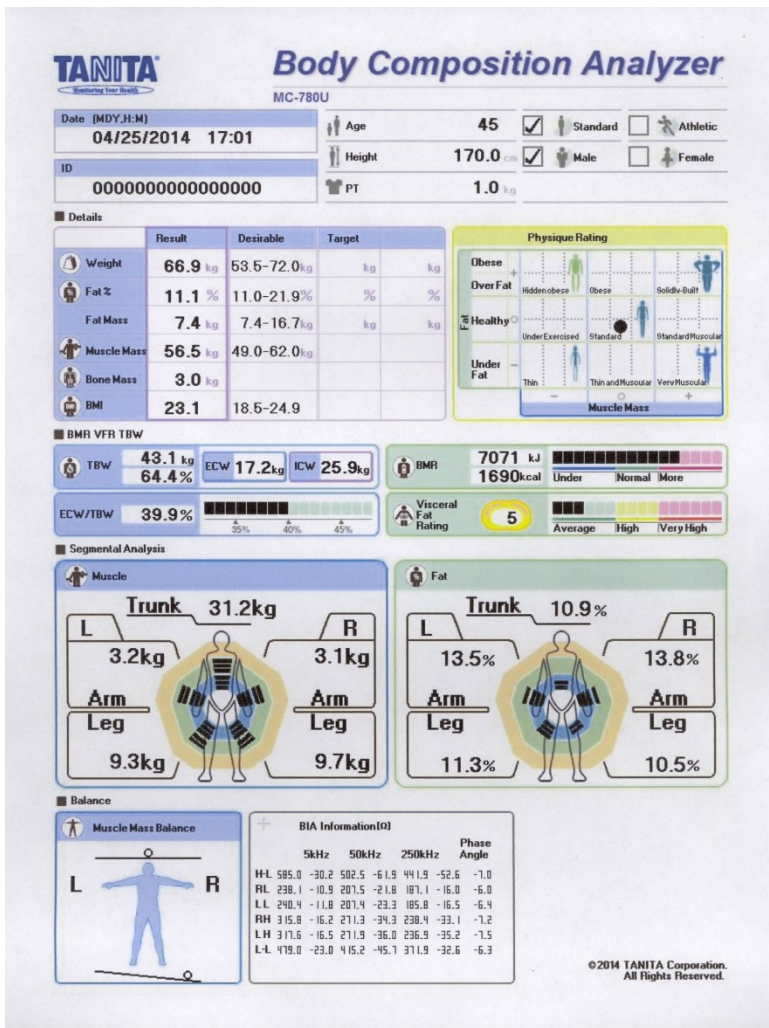 TANITA
Monitoring Your Health
Body Composition Analyzer
MC-780U
Date (MDY,H:M)
04/25/2014 17:01
ID
0000000000000000
Age 45
Height 170.0 cm
PT 1.0 kg
Standard Athletic
Male Female
Details
Result Desirable Target
Weight 66.9 kg 53.5-72.0kg kg kg
Fat% 11.1 % 11.0-21.9% % %
Fat Mass 7.4 kg 7.4-16.7kg kg kg
Muscle Mass 56.5 kg 49.0-62.0kg
Bone Mass 3.0 kg
BMI 23.1 18.5-24.9
Physique Rating
Fat
Obese
Over Fat +
Hidden obese Obese Solidly-Built
Healthy
Under Exercised Standard Standard Muscular
Under Fat -
Thin Thin and Muscular Very Muscular
- +
Muscle Mass
BMR VFR TBW
TBW 43.1 kg
64.4 %
ECW 17.2kg ICW 25.9kg
BMR 7071 kJ
1690kcal
Under Normal More
ECW/TBW 39.9%
35% 40% 45%
Visceral Fat Rating 5
Average High Very High
Segmental Analysis
Muscle
Trunk 31.2kg
L R
3.2kg 3.1kg
Arm Arm
Leg Leg
9.3kg 9.7kg
Fat
Trunk 10.9%
L R
13.5% 13.8%
Arm Arm
Leg Leg
11.3% 10.5%
Balance
Muscle Mass Balance
L R
BIA Information[Ω]
5kHz 50kHz 250kHz Phase Angle
H-L 585.0 -30.2 502.5 -61.9 441.9 -52.6 -7.0
RL 238.1 -10.9 207.5 -21.8 187.1 -16.0 -6.0
LL 240.4 -11.8 207.4 -23.3 185.8 -16.5 -6.4
RH 315.8 -16.2 271.3 -34.3 238.4 -33.1 -7.2
LH 317.6 -16.5 271.9 -36.0 236.9 -35.2 -7.5
L-L 479.0 -23.0 415.2 -45.7 371.9 -32.6 -6.3
©2014 TANITA Corporation.
All Rights Reserved.